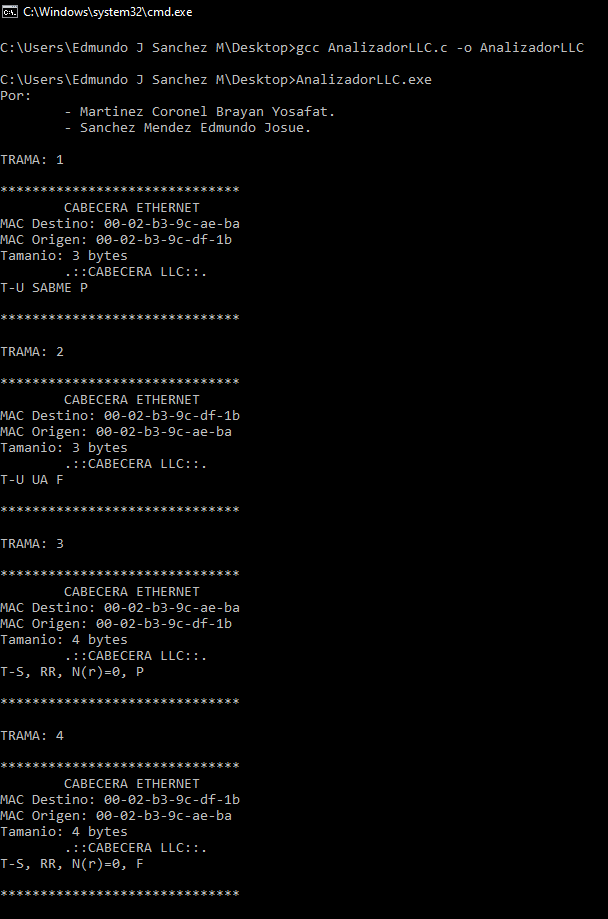 C:\Windows\system32\cmd.exe
C:\Users\Edmundo J Sanchez M\Desktop>gcc AnalizadorLLC.c -o AnalizadorLLC
C:\Users\Edmundo J Sanchez M\Desktop>AnalizadorLLC.exe
Por:
- Martinez Coronel Brayan Yosafat.
- Sanchez Mendez Edmundo Josue.
TRAMA: 1
******************************
CABECERA ETHERNET
MAC Destino: 00-02-b3-9c-ae-ba
MAC Origen: 00-02-b3-9c-df-1b
Tamanio: 3 bytes
.::CABECERA LLC::.
T-U SABME P
******************************
TRAMA: 2
******************************
CABECERA ETHERNET
MAC Destino: 00-02-b3-9c-df-1b
MAC Origen: 00-02-b3-9c-ae-ba
Tamanio: 3 bytes
.::CABECERA LLC::.
T-U UA F
******************************
TRAMA: 3
******************************
CABECERA ETHERNET
MAC Destino: 00-02-b3-9c-ae-ba
MAC Origen: 00-02-b3-9c-df-1b
Tamanio: 4 bytes
.::CABECERA LLC::.
T-S, RR, N(r)=0, P
******************************
TRAMA: 4
******************************
CABECERA ETHERNET
MAC Destino: 00-02-b3-9c-df-1b
MAC Origen: 00-02-b3-9c-ae-ba
Tamanio: 4 bytes
.::CABECERA LLC::.
T-S, RR, N(r)=0, F
******************************